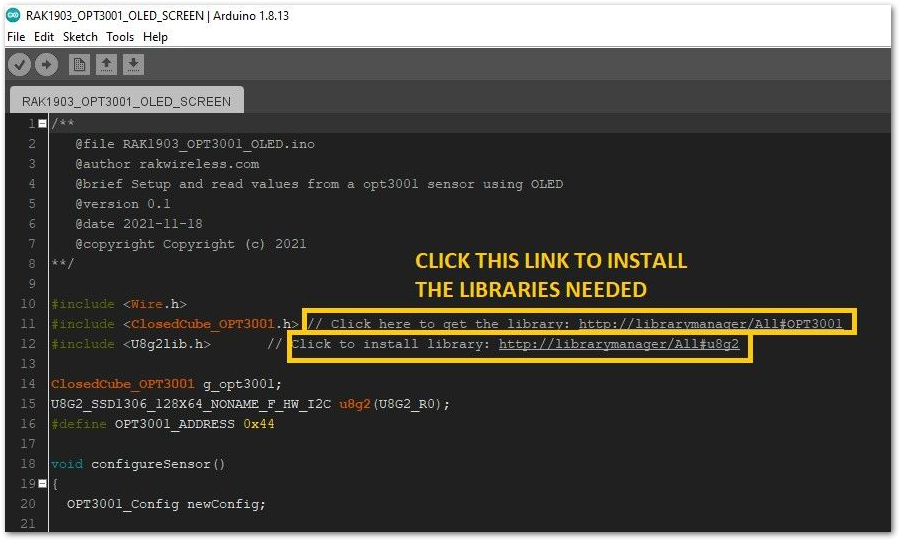 RAK1903_OPT3001_OLED_SCREEN | Arduino 1.8.13
File Edit Sketch Tools Help
RAK1903_OPT3001_OLED_SCREEN
1 /**
2 @file RAK1903_OPT3001_OLED.ino
3 @author rakwireless.com
4 @brief Setup and read values from a opt3001 sensor using OLED
5 @version 0.1
6 @date 2021-11-18
7 @copyright Copyright (c) 2021
8 **/
CLICK THIS LINK TO INSTALL
THE LIBRARIES NEEDED
9
10 #include <Wire.h>
11 #include <ClosedCube_OPT3001.h> // Click here to get the library: http://librarymanager/All#OPT3001
12 #include <U8g2lib.h> // Click to install library: http://librarymanager/All#u8g2
13
14 ClosedCube_OPT3001 g_opt3001;
15 U8G2_SSD1306_128X64_NONAME_F_HW_I2C u8g2(U8G2_R0);
16 #define OPT3001_ADDRESS 0x44
17
18 void configureSensor()
19 {
20 OPT3001_Config newConfig;
21